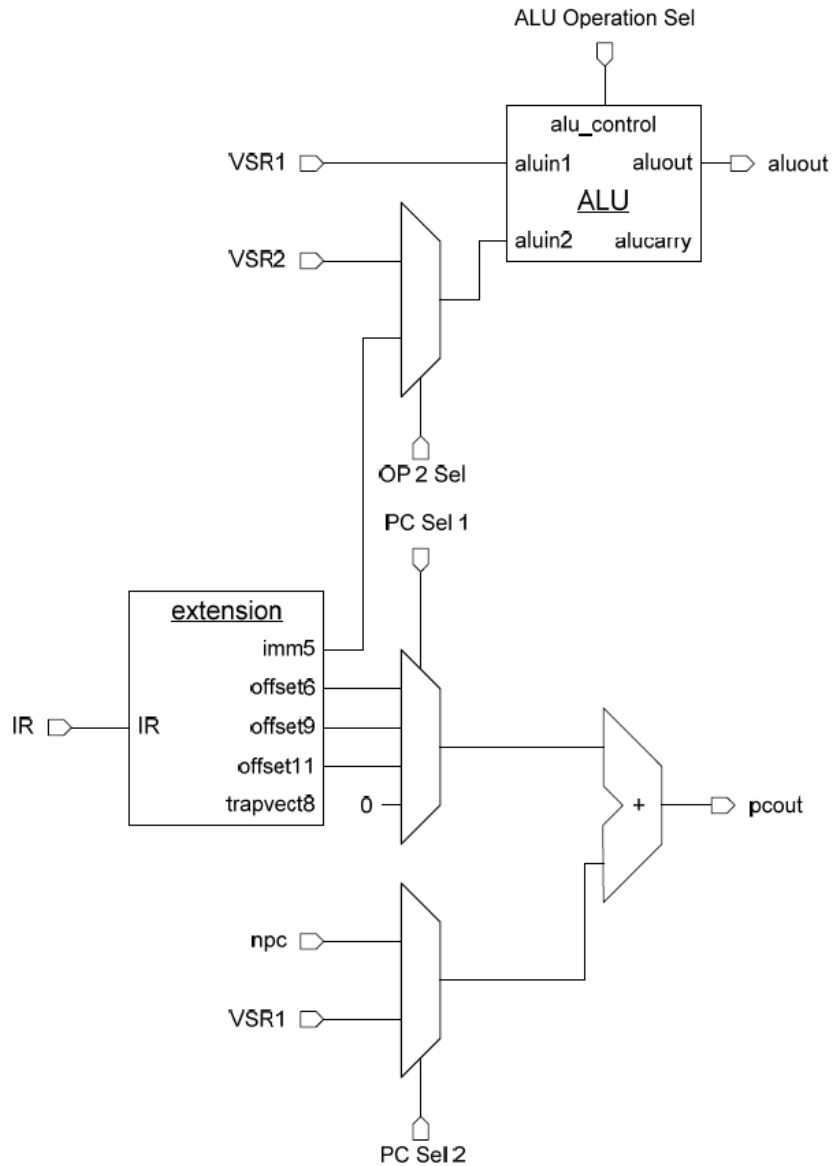 ALU Operation Sel
alu_control
VSR1
aluin1
aluout
aluout
ALU
VSR2
aluin2
alucarry
OP 2 Sel
PC Sel 1
extension
imm5
offset6
IR
IR
offset9
offset11
trapvect8
0
+
pcout
npc
VSR1
PC Sel 2